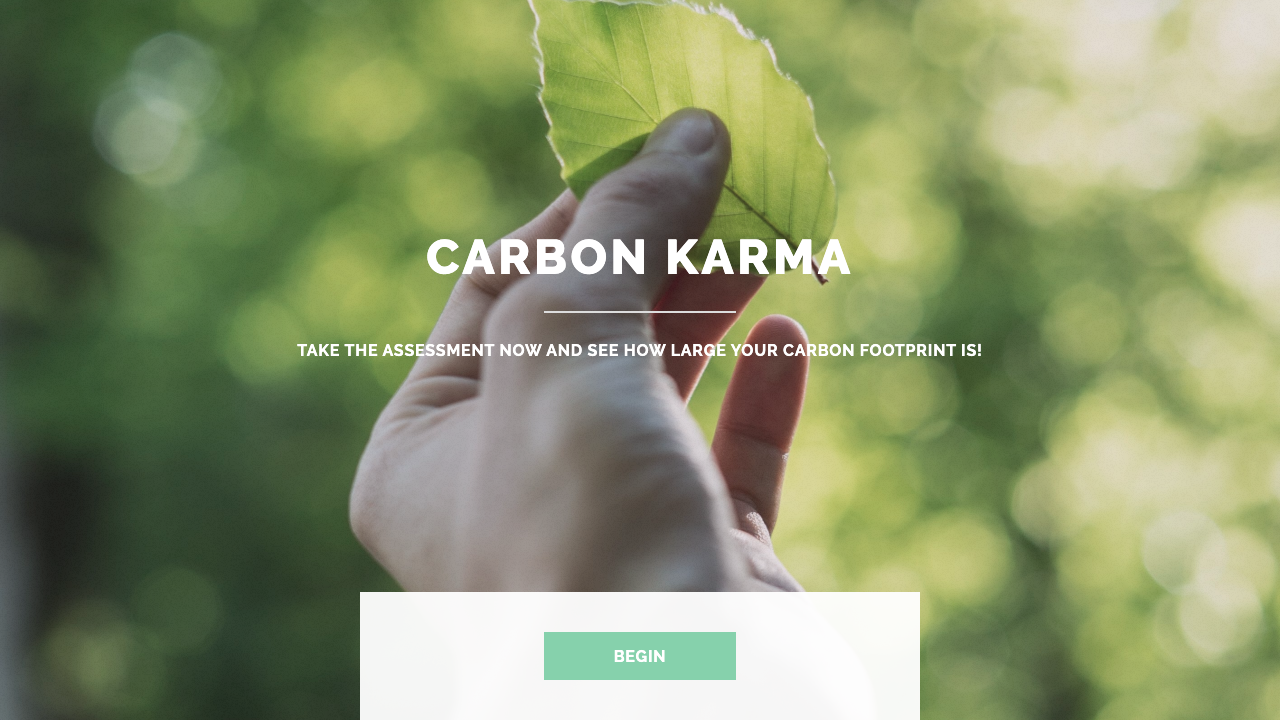 CARBON KARMA
TAKE THE ASSESSMENT NOW AND SEE HOW LARGE YOUR CARBON FOOTPRINT IS!
BEGIN